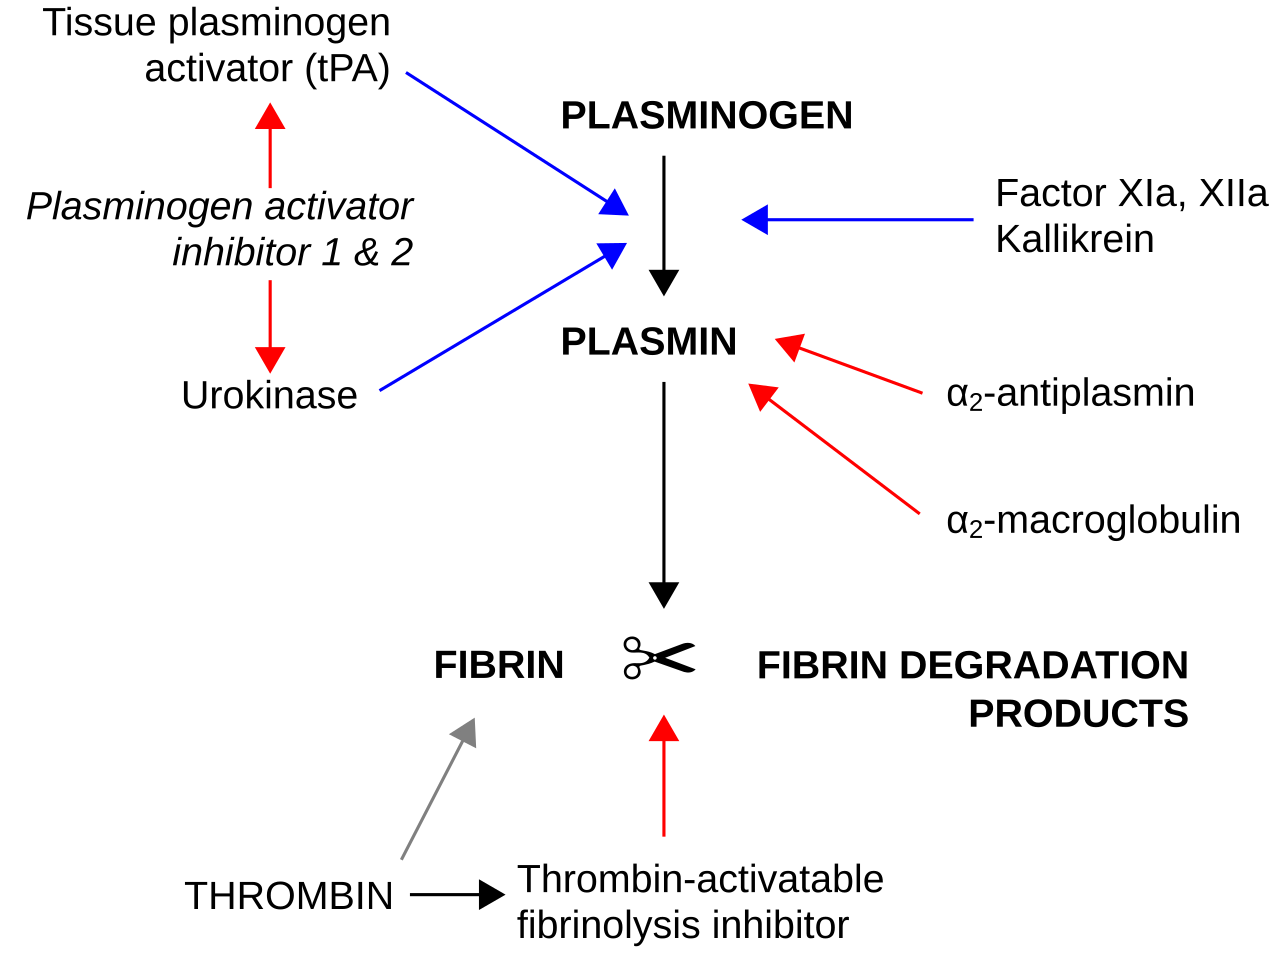 Tissue plasminogen
activator (tPA)
PLASMINOGEN
Factor XIa, XIIa
Kallikrein
Plasminogen activator
inhibitor 1 & 2
PLASMIN
Urokinase
α₂-antiplasmin
α₂-macroglobulin
FIBRIN
FIBRIN DEGRADATION
PRODUCTS
THROMBIN
Thrombin-activatable
fibrinolysis inhibitor